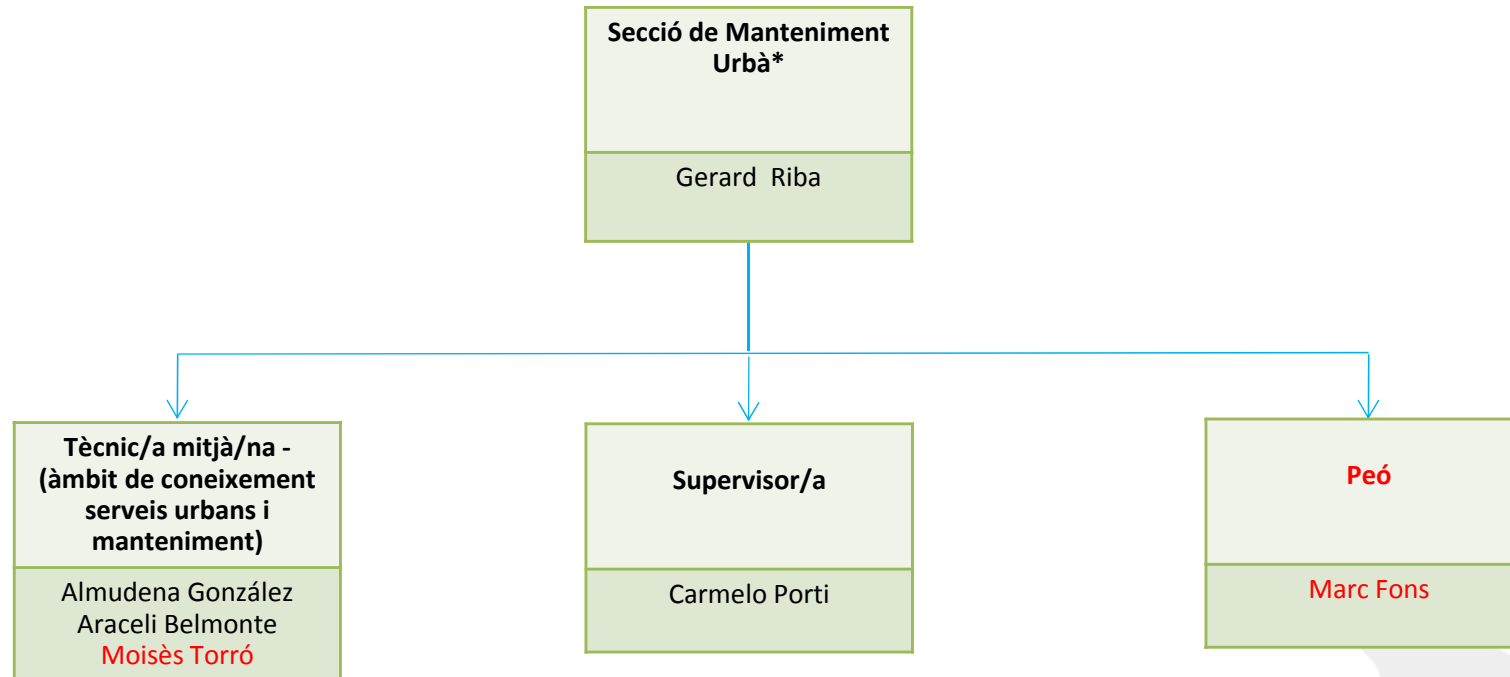 Secció de Manteniment
Urbà*
Gerard Riba
Tècnic/a mitjà/na -
(àmbit de coneixement
serveis urbans i
manteniment)
Almudena González
Araceli Belmonte
Moisès Torró
Supervisor/a
Carmelo Porti
Peó
Marc Fons